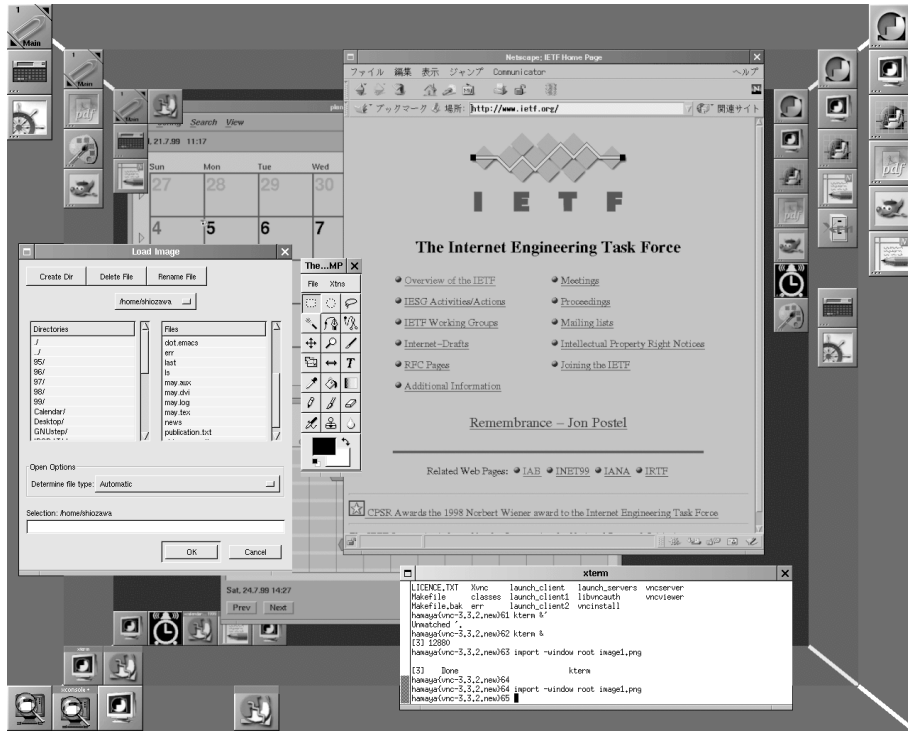 1
Main
1
Main
Main
pdf
pdf
pdf
plan
Search View
21.7.99 11:17
Sun Mon Tue Wed
27 28 29 30
4 5 6 7
Netscape: IETF Home Page
ファイル 編集 表示 ジャンプ Communicator ヘルプ
ブックマーク 場所: http://www.ietf.org/ 関連サイト
I E T F
The Internet Engineering Task Force
Overview of the IETF
Meetings
IESG Activities/Actions
Proceedings
IETF Working Groups
Mailing lists
Internet-Drafts
Intellectual Property Right Notices
RFC Pages
Joining the IETF
Additional Information
Remembrance – Jon Postel
Related Web Pages: IAB INET99 IANA IRTF
CPSR Awards the 1998 Norbert Wiener award to the Internet Engineering Task Force
Load Image
Create Dir Delete File Rename File
/home/shiozawa
Directories
./
../
95/
96/
97/
98/
99/
Calendar/
Desktop/
GNUstep/
Files
dot.emacs
err
last
ls
may.aux
may.dvi
may.log
may.tex
news
publication.txt
Open Options
Determine file type: Automatic
Selection: /home/shiozawa
OK Cancel
The...MP
File Xtns
Sat, 24.7.99 14:27
Prev Next
xterm
LICENCE.TXT Xvnc launch_client launch_servers vncserver
Makefile classes launch_client1 libvncauth vncviewer
Makefile.bak err launch_client2 vncinstall
hamaya(vnc-3.3.2.new)61 kterm &'
Unmatched '.
hamaya(vnc-3.3.2.new)62 kterm &
[3] 12880
hamaya(vnc-3.3.2.new)63 import -window root image1.png
[3] Done kterm
hamaya(vnc-3.3.2.new)64
hamaya(vnc-3.3.2.new)64 import -window root image1.png
hamaya(vnc-3.3.2.new)65
xconsole